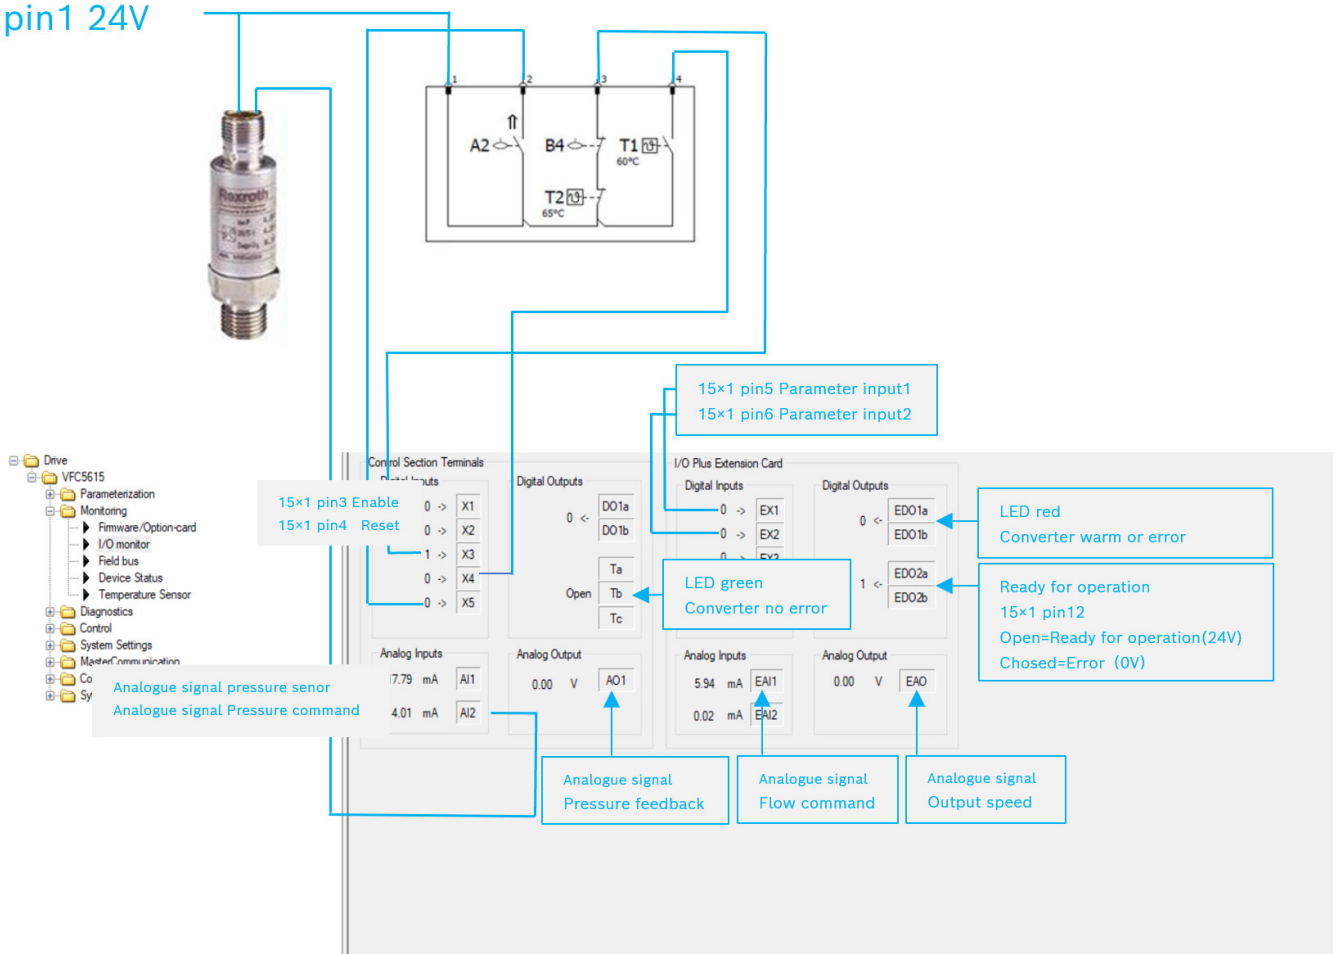 pin1 24V
1
2
3
4
⇑
A2
B4
T1
60°C
T2
65°C
Rexroth
15×1 pin5 Parameter input1
15×1 pin6 Parameter input2
Drive
VFC5615
Parameterization
Monitoring
Firmware/Option-card
I/O monitor
Field bus
Device Status
Temperature Sensor
Diagnostics
Control
System Settings
MasterCommunication
Co
Sy
15×1 pin3 Enable
15×1 pin4 Reset
Control Section Terminals
Digital Inputs
0 -> X1
0 -> X2
1 -> X3
0 -> X4
0 -> X5
Digital Outputs
0 <- DO1a
DO1b
Ta
Open Tb
Tc
LED green
Converter no error
Analog Inputs
7.79 mA AI1
4.01 mA AI2
Analogue signal pressure senor
Analogue signal Pressure command
Analog Output
0.00 V AO1
Analogue signal
Pressure feedback
I/O Plus Extension Card
Digital Inputs
0 -> EX1
0 -> EX2
0 -> EX3
Digital Outputs
0 <- EDO1a
EDO1b
1 <- EDO2a
EDO2b
LED red
Converter warm or error
Ready for operation
15×1 pin12
Open=Ready for operation(24V)
Chosed=Error (0V)
Analog Inputs
5.94 mA EAI1
0.02 mA EAI2
Analog Output
0.00 V EAO
Analogue signal
Flow command
Analogue signal
Output speed